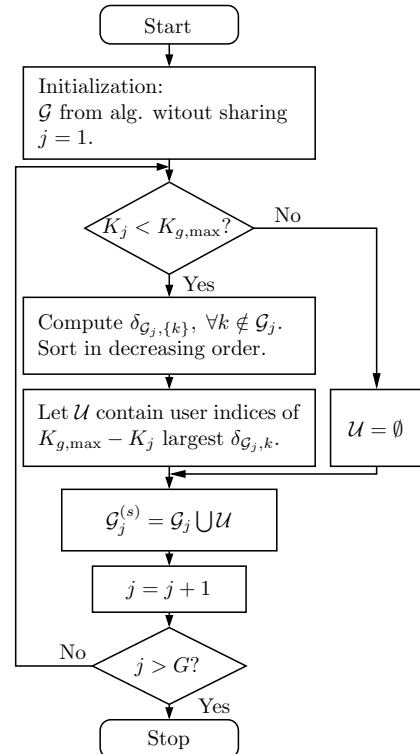 Start
Initialization:
𝒢 from alg. witout sharing
j = 1.
K_j < K_{g,max}?
No
Yes
Compute δ_{𝒢_j,{k}}, ∀k ∉ 𝒢_j.
Sort in decreasing order.
Let 𝒰 contain user indices of
K_{g,max} − K_j largest δ_{𝒢_j,k}.
𝒰 = ∅
𝒢_j^{(s)} = 𝒢_j ⋃ 𝒰
j = j + 1
No
j > G?
Yes
Stop